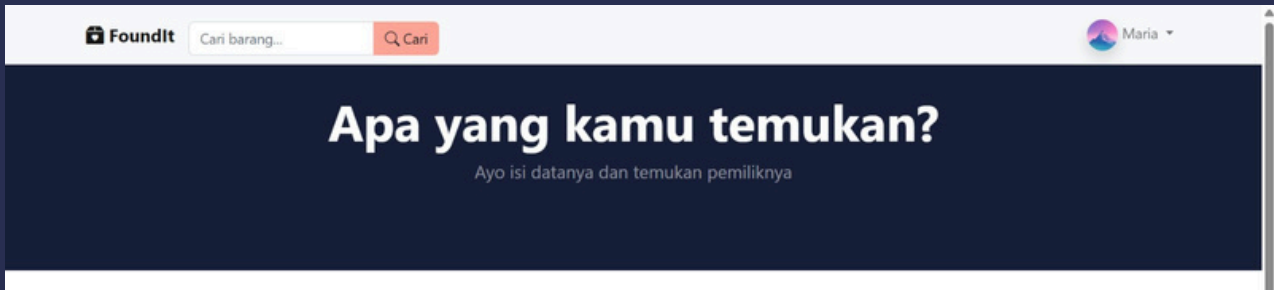 FoundIt
Cari barang...
Cari
Maria
Apa yang kamu temukan?
Ayo isi datanya dan temukan pemiliknya